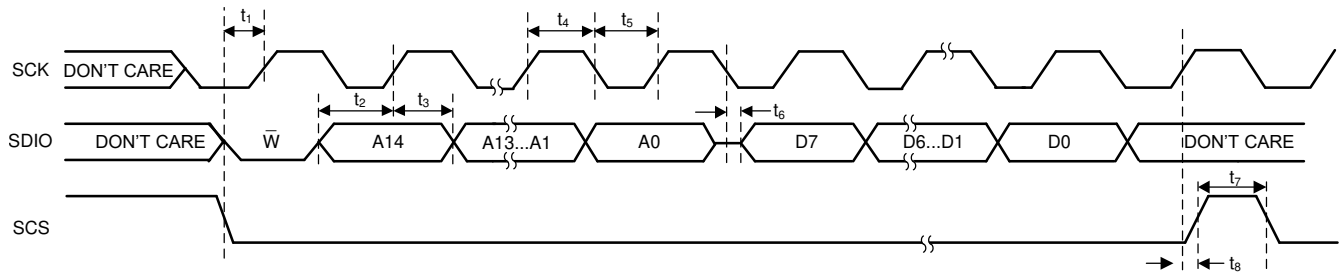 t1 t4 t5
SCK DON'T CARE
t2 t3 t6
SDIO DON'T CARE W̅ A14 A13...A1 A0 D7 D6...D1 D0 DON'T CARE
t7
SCS
t8